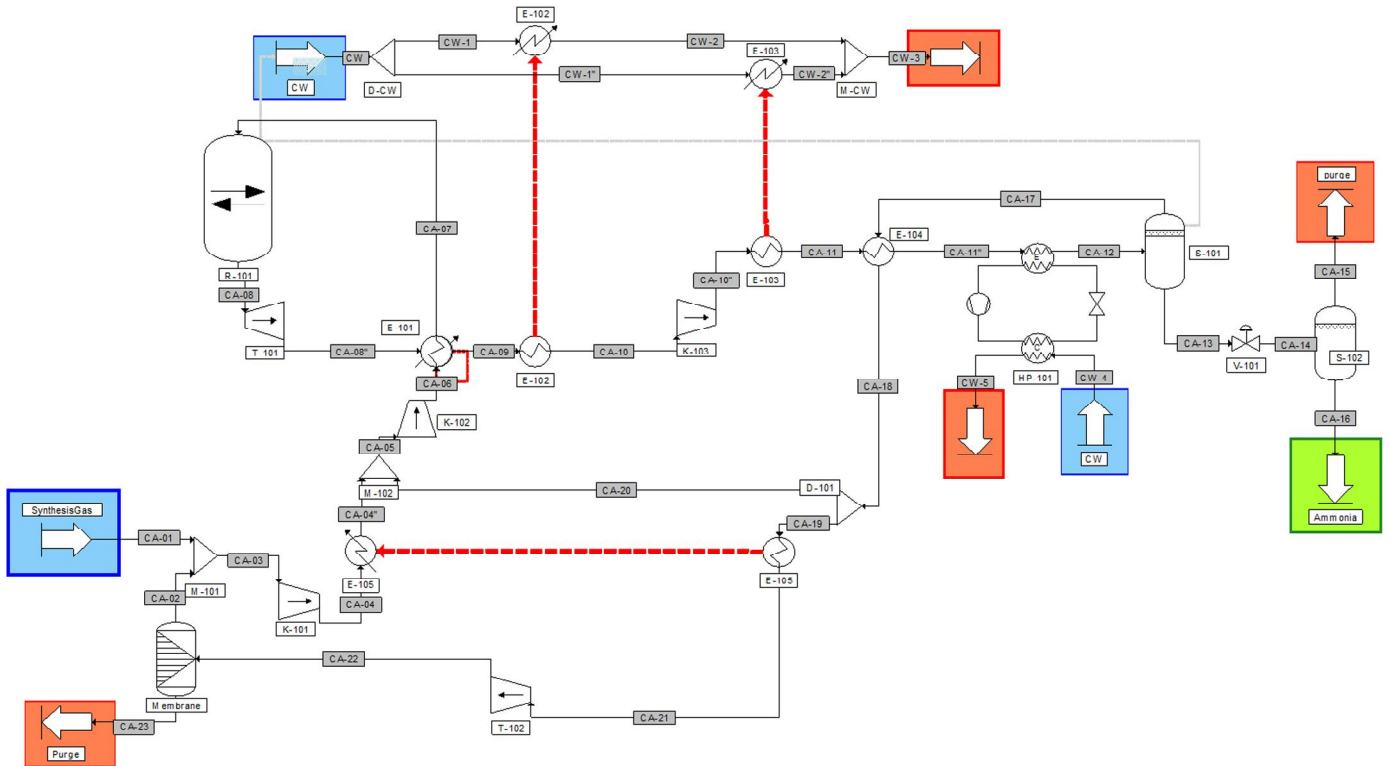 E-102
CW-1
CW-2
E-103
CW
CW-3
CW-1"
CW-2"
CW
D-CW
M-CW
purge
CA-17
CA-07
E-104
CA-11
CA-11"
E
CA-12
S-101
R-101
CA-08
CA-10"
E-103
CA-15
E 101
T 101
CA-08"
CA-09
CA-10
K-103
E-102
C
CA-13
CA-14
S-102
V-101
CA-06
CW-5
HP 101
CW 4
CA-18
K-102
CA-16
CA-05
CW
M-102
CA-20
D-101
SynthesisGas
CA-04"
CA-19
Ammonia
CA-01
CA-03
E-105
E-105
CA-02
M-101
CA-04
K-101
CA-22
Membrane
CA-23
T-102
CA-21
Purge